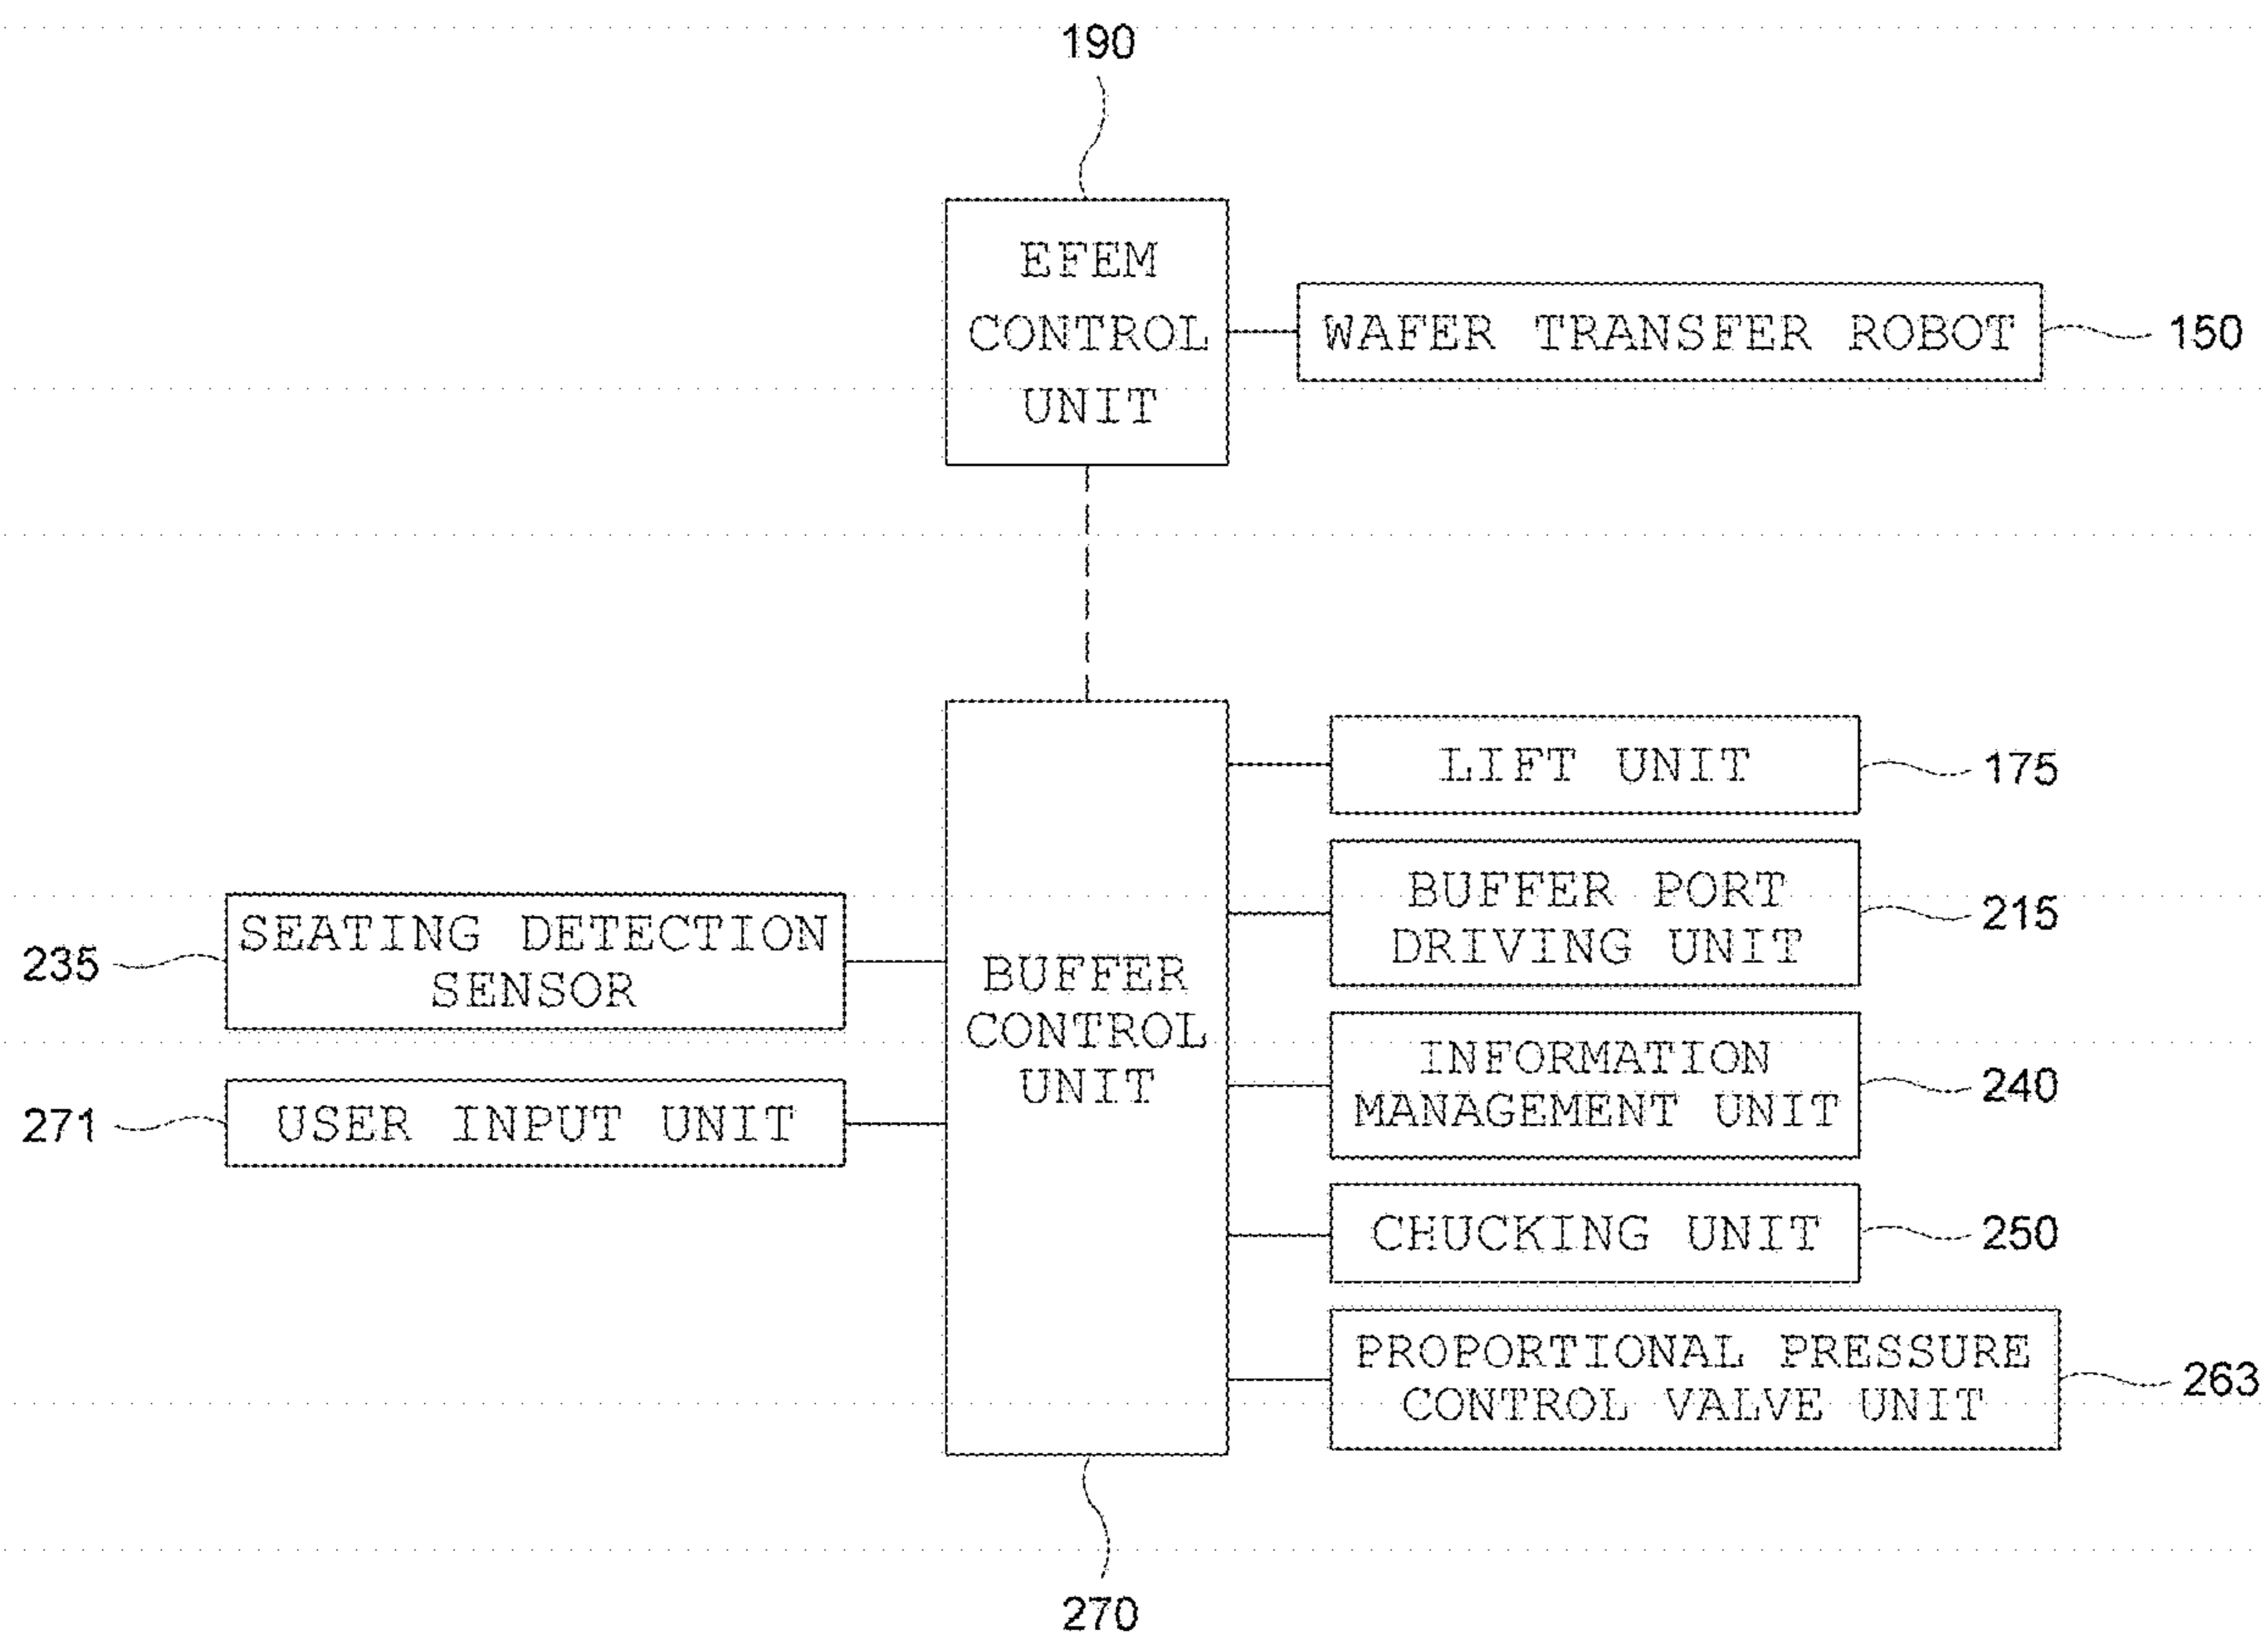 190
EFEM
CONTROL
UNIT
WAFER TRANSFER ROBOT
150
LIFT UNIT
175
BUFFER PORT
DRIVING UNIT
215
SEATING DETECTION
SENSOR
235
BUFFER
CONTROL
UNIT
INFORMATION
MANAGEMENT UNIT
240
271
USER INPUT UNIT
CHUCKING UNIT
250
PROPORTIONAL PRESSURE
CONTROL VALVE UNIT
263
270